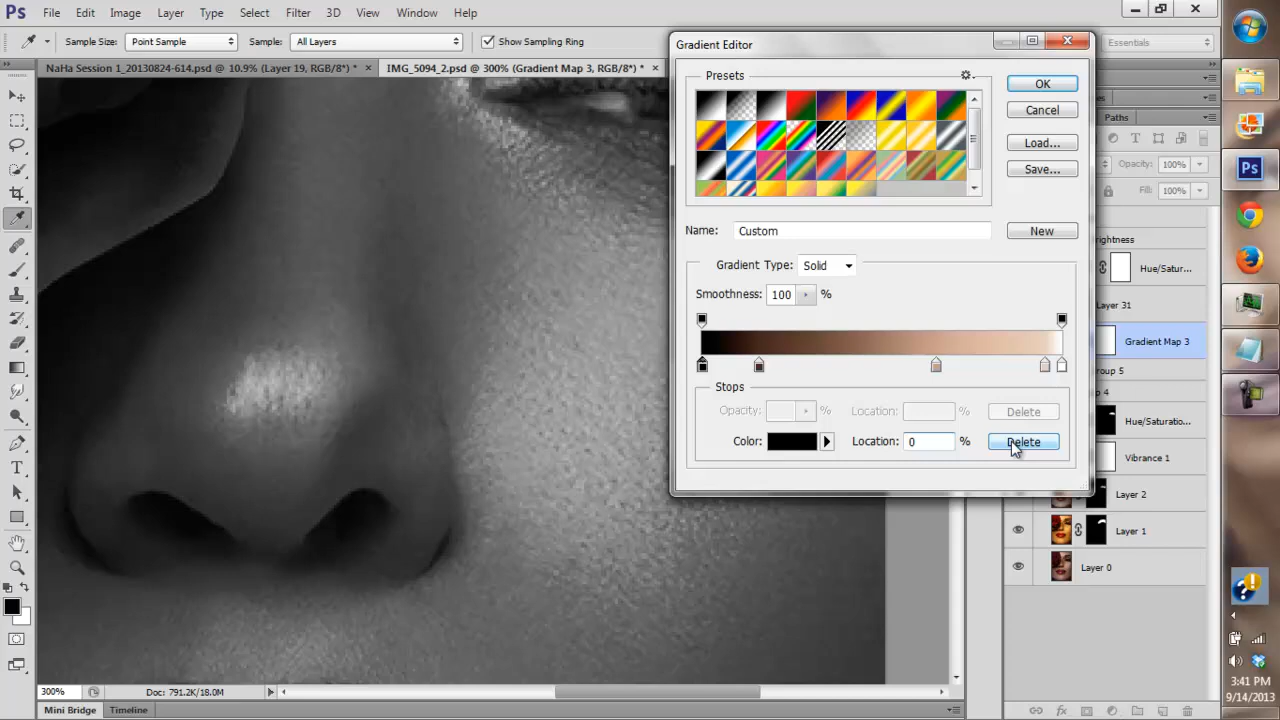 Ps File Edit Image Layer Type Select Filter 3D View Window Help
Sample Size: Point Sample Sample: All Layers Show Sampling Ring Essentials
NaHa Session 1_20130824-614.psd @ 10.9% (Layer 19, RGB/8*) * × IMG_5094_2.psd @ 300% (Gradient Map 3, RGB/8*) * ×
Gradient Editor
Presets
OK
Cancel
Load...
Save...
Name: Custom New
Gradient Type: Solid
Smoothness: 100 %
Stops
Opacity: % Location: % Delete
Color: Location: 0 % Delete
Paths
Opacity: 100%
Fill: 100%
rightness
Hue/Satur...
ayer 31
Gradient Map 3
roup 5
p 4
Hue/Saturatio...
Vibrance 1
Layer 2
Layer 1
Layer 0
300% Doc: 791.2K/18.0M
Mini Bridge Timeline
3:41 PM
9/14/2013